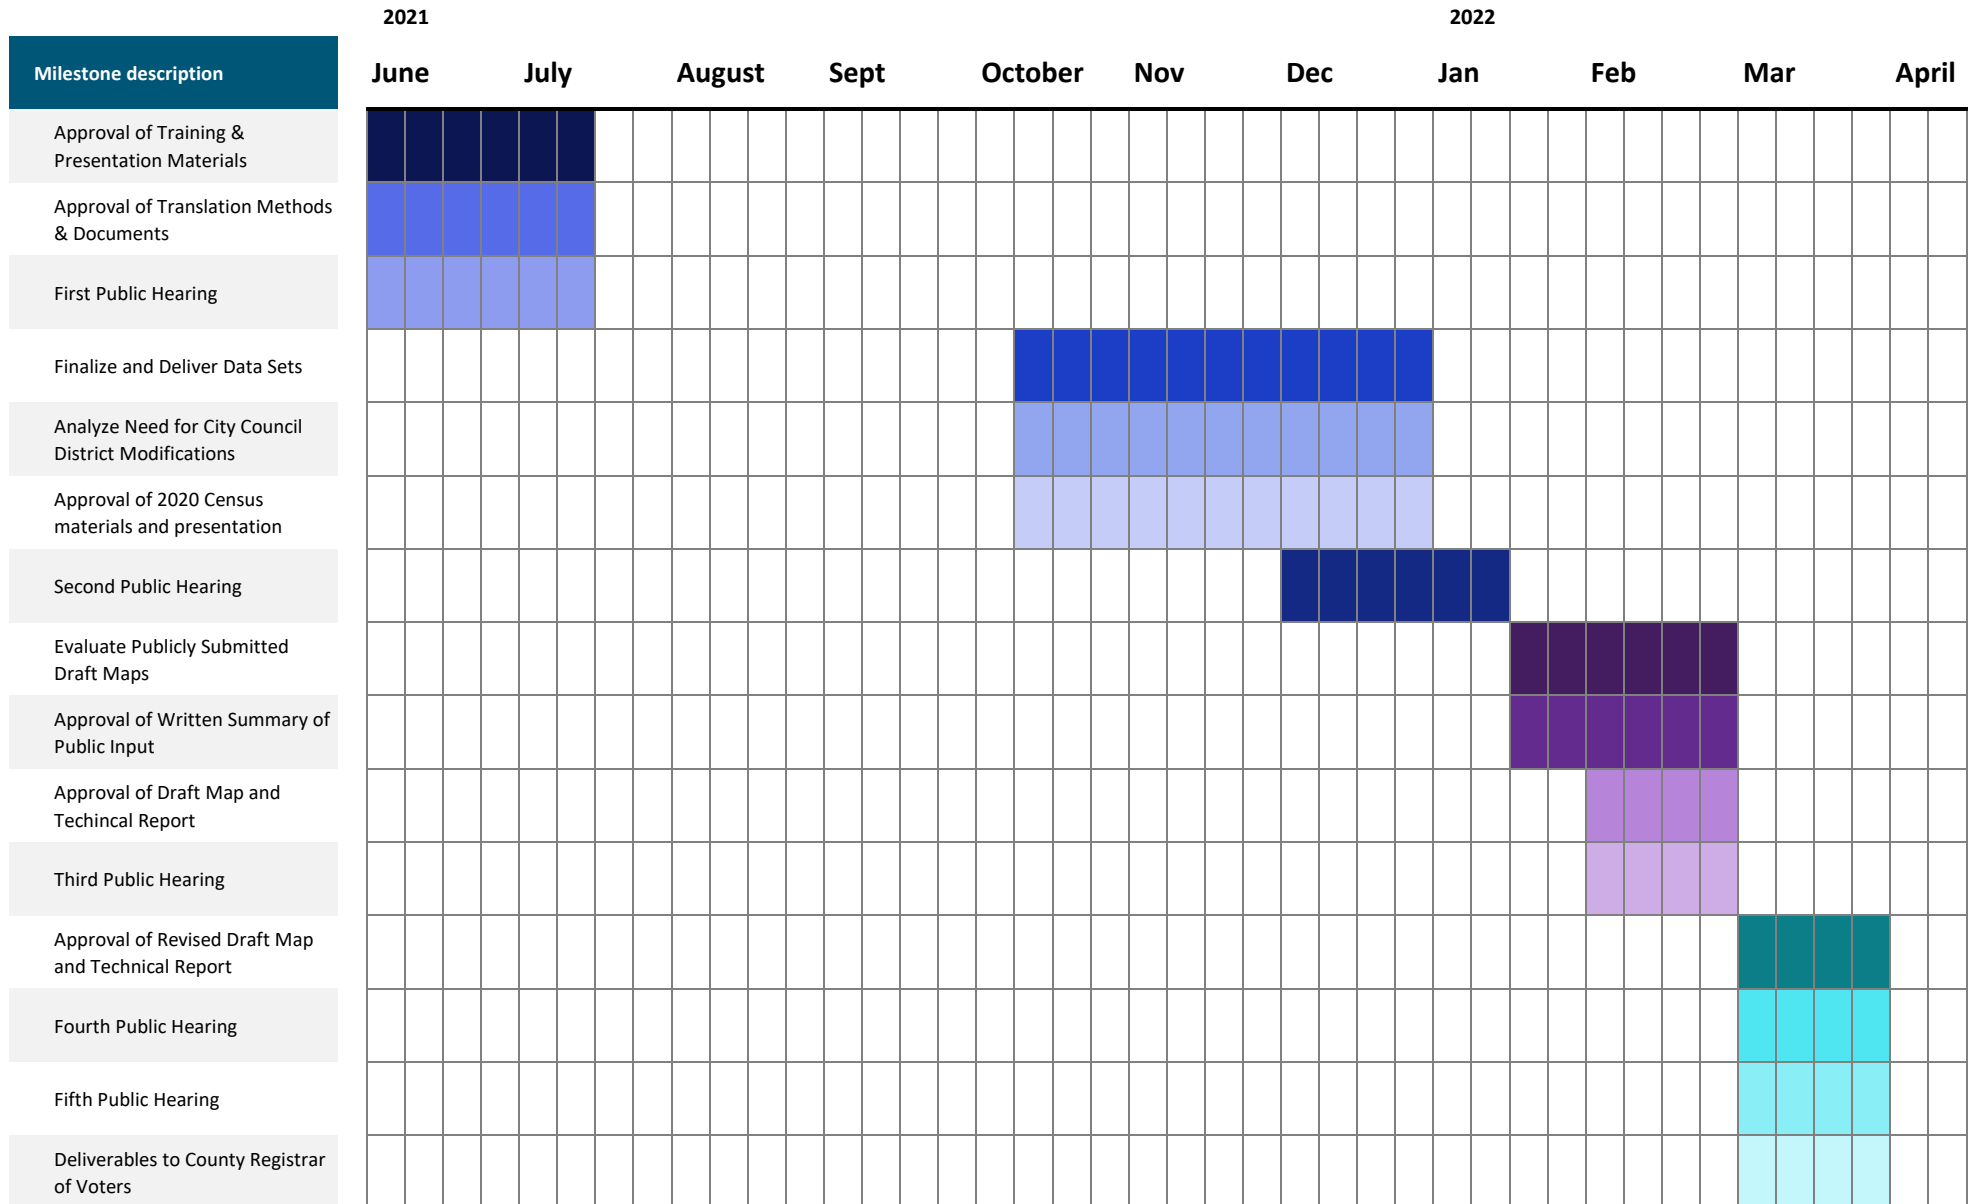 2021 2022
Milestone description June July August Sept October Nov Dec Jan Feb Mar April
Approval of Training &
Presentation Materials
Approval of Translation Methods
& Documents
First Public Hearing
Finalize and Deliver Data Sets
Analyze Need for City Council
District Modifications
Approval of 2020 Census
materials and presentation
Second Public Hearing
Evaluate Publicly Submitted
Draft Maps
Approval of Written Summary of
Public Input
Approval of Draft Map and
Techincal Report
Third Public Hearing
Approval of Revised Draft Map
and Technical Report
Fourth Public Hearing
Fifth Public Hearing
Deliverables to County Registrar
of Voters